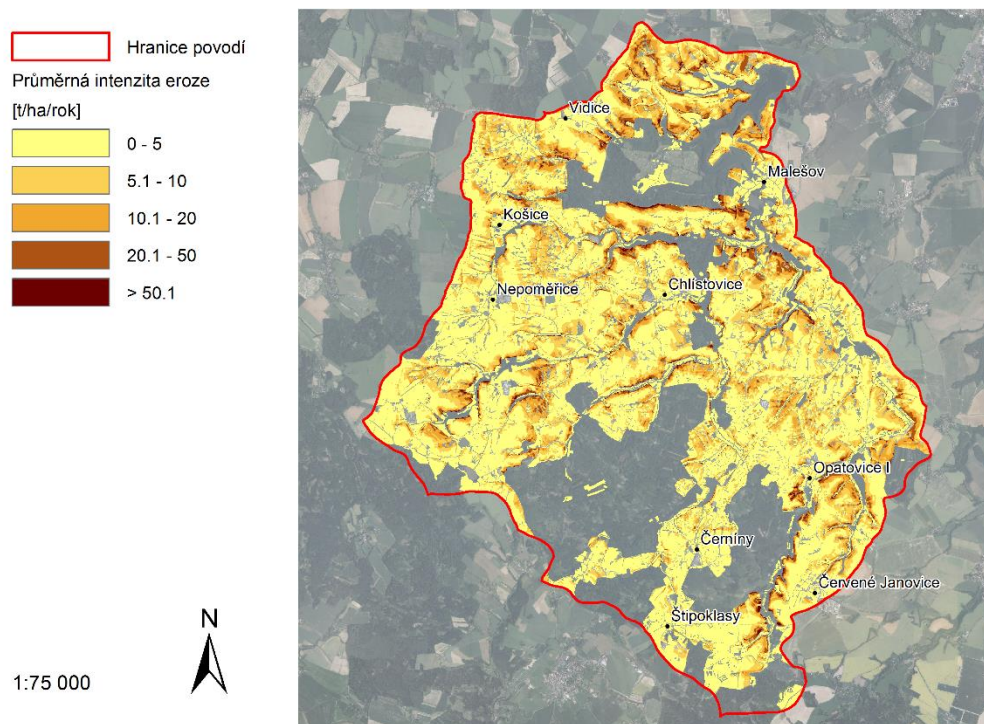 Hranice povodí
Průměrná intenzita eroze
[t/ha/rok]
0 - 5
5.1 - 10
10.1 - 20
20.1 - 50
> 50.1
N
1:75 000
Vidice
Malešov
Košice
Nepoměřice
Chlístovice
Opatovice I
Černíny
Červené Janovice
Štipoklasy